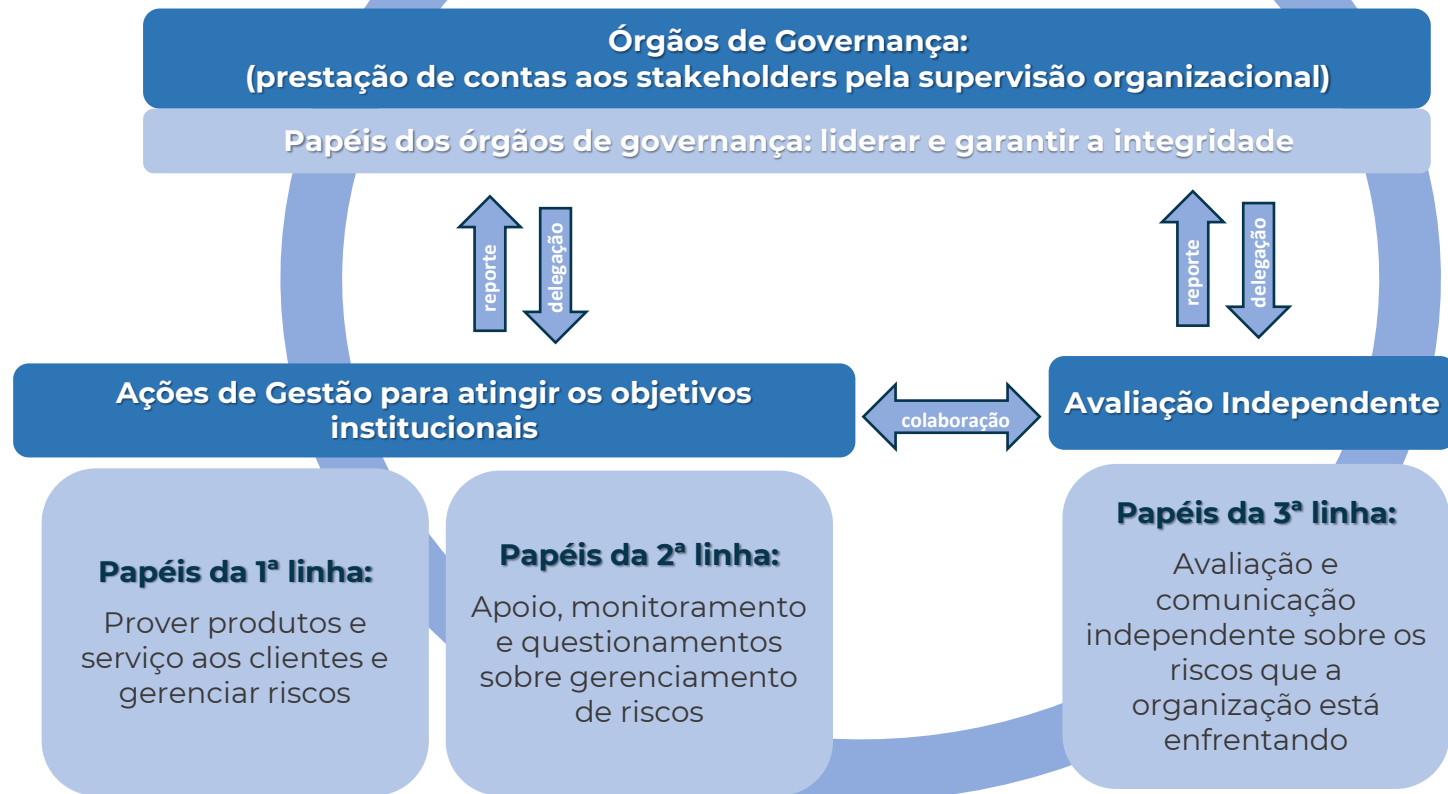 Órgãos de Governança:
(prestação de contas aos stakeholders pela supervisão organizacional)
Papéis dos órgãos de governança: liderar e garantir a integridade
reporte
delegação
reporte
delegação
Ações de Gestão para atingir os objetivos
institucionais
colaboração
Avaliação Independente
Papéis da 1ª linha:
Prover produtos e
serviço aos clientes e
gerenciar riscos
Papéis da 2ª linha:
Apoio, monitoramento
e questionamentos
sobre gerenciamento
de riscos
Papéis da 3ª linha:
Avaliação e
comunicação
independente sobre os
riscos que a
organização está
enfrentando